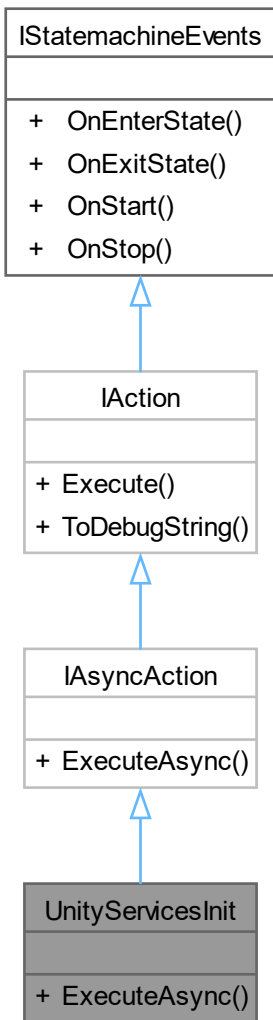 IStatemachineEvents
+ OnEnterState()
+ OnExitState()
+ OnStart()
+ OnStop()
IAction
+ Execute()
+ ToDebugString()
IAsyncAction
+ ExecuteAsync()
UnityServicesInit
+ ExecuteAsync()